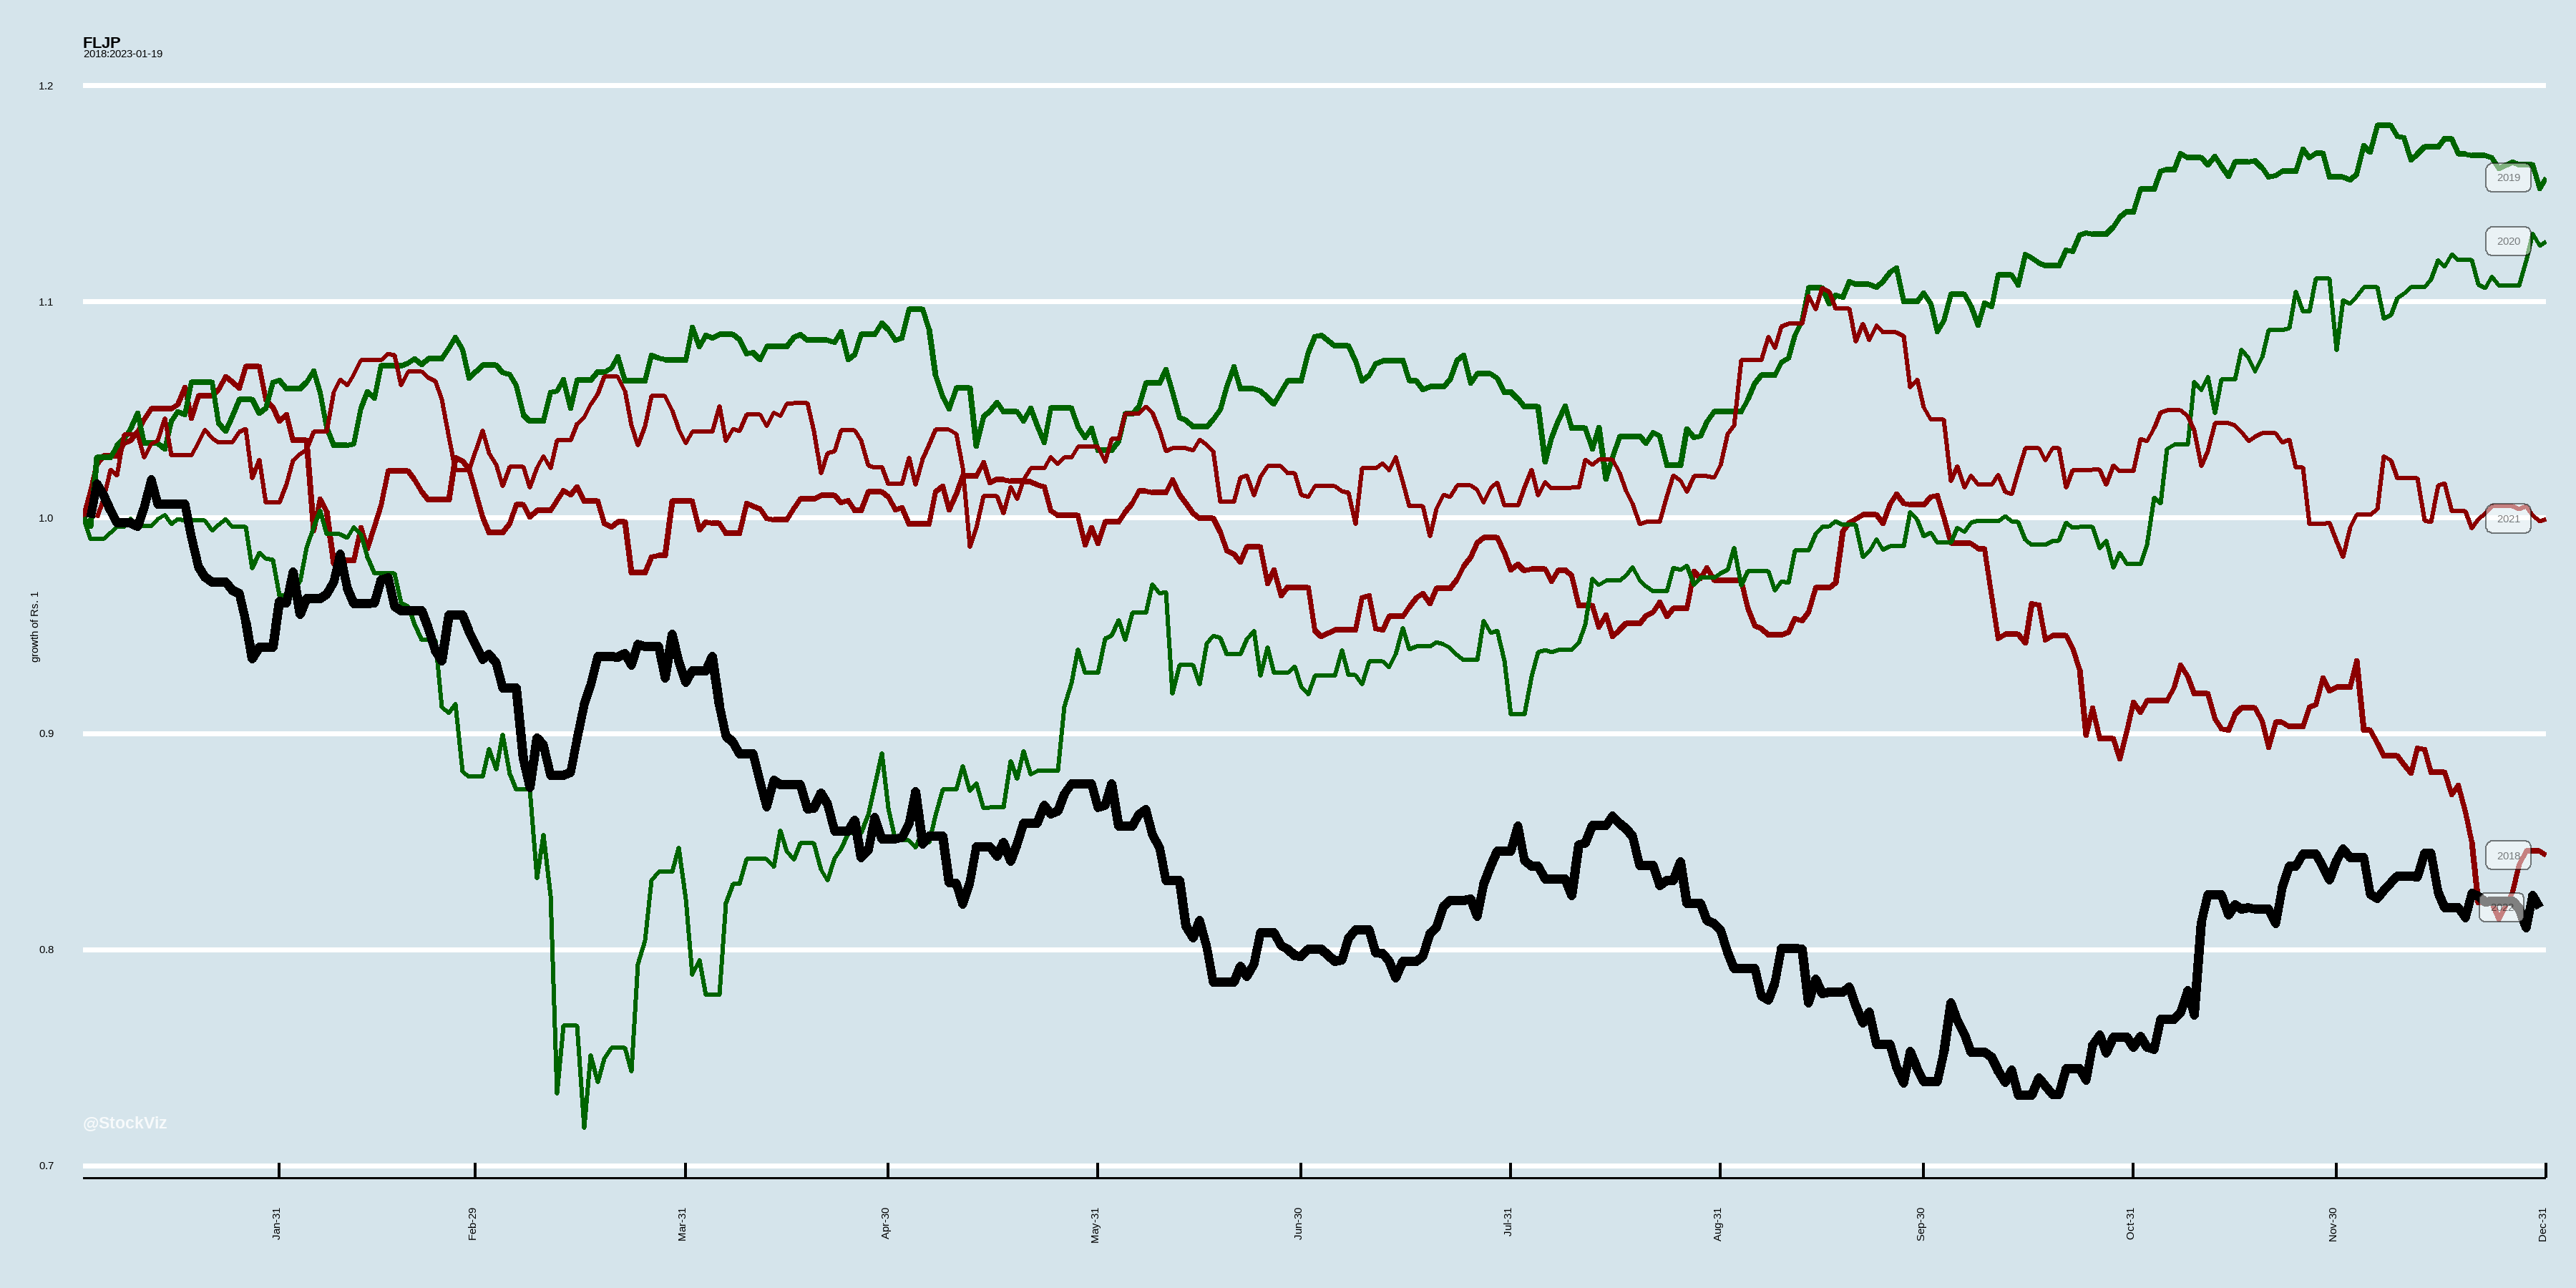 FLJP
2018:2023-01-19
1.2
1.1
1.0
0.9
0.8
0.7
growth of Rs. 1
2019
2020
2021
2018
2022
@StockViz
Jan-31
Feb-29
Mar-31
Apr-30
May-31
Jun-30
Jul-31
Aug-31
Sep-30
Oct-31
Nov-30
Dec-31